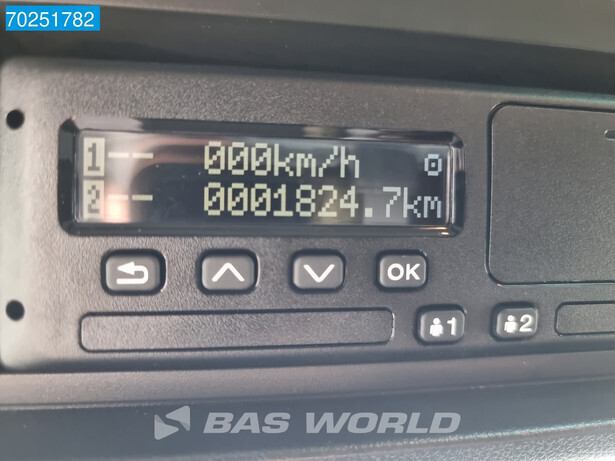 70251782
1 -- 000km/h
2 -- 0001824.7km
OK
1
2
BAS WORLD